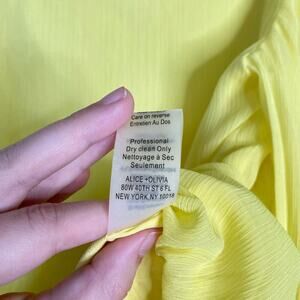 Care on reverse
Entretien Au Dos
Professional
Dry clean Only
Nettoyage à Sec
Seulement
ALICE +OLIVIA
80W 40TH ST 6 FL
NEW YORK, NY 10018